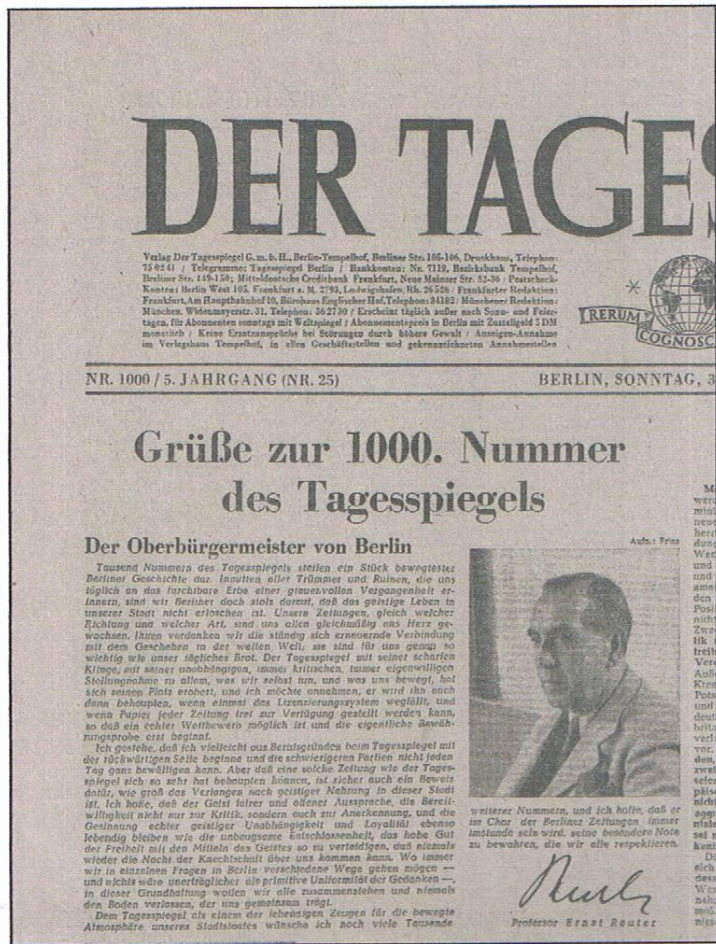 DER TAGES
Verlag Der Tagesspiegel G. m. b. H., Berlin-Tempelhof, Berliner Str. 105-106, Druckhaus, Telephon:
75 02 41 / Telegramme: Tagesspiegel Berlin / Bankkonten: Nr. 7119, Bezirksbank Tempelhof,
Berliner Str. 149-150; Mitteldeutsche Creditbank Frankfurt, Neue Mainzer Str. 32-36 / Postscheck-
Konten: Berlin West 105, Frankfurt a. M. 2793, Ludwigshafen, Rh. 26526 / Frankfurter Redaktion:
Frankfurt, Am Hauptbahnhof 10, Bürohaus Englischer Hof, Telephon: 34182 / Münchener Redaktion:
München, Widenmayerstr. 31, Telephon: 36 27 30 / Erscheint täglich außer nach Sonn- und Feier-
tagen, für Abonnenten sonntags mit Weltspiegel / Abonnementspreis in Berlin mit Zustellgeld 5 DM
monatlich / Keine Ersatzansprüche bei Störungen durch höhere Gewalt / Anzeigen-Annahme
im Verlagshaus Tempelhof, in allen Geschäftsstellen und gekennzeichneten Annahmestellen
RERUM
COGNOSC
NR. 1000 / 5. JAHRGANG (NR. 25)
BERLIN, SONNTAG, 3
Grüße zur 1000. Nummer
des Tagesspiegels
Der Oberbürgermeister von Berlin
Tausend Nummern des Tagesspiegels stellen ein Stück bewegtester
Berliner Geschichte dar. Inmitten aller Trümmer und Ruinen, die uns
täglich an das furchtbare Erbe einer grauenvollen Vergangenheit er-
innern, sind wir Berliner doch stolz darauf, daß das geistige Leben in
unserer Stadt nicht erloschen ist. Unsere Zeitungen, gleich welcher
Richtung und welcher Art, sind uns allen gleichmäßig ans Herz ge-
wachsen. Ihnen verdanken wir die ständig sich erneuernde Verbindung
mit dem Geschehen in der weiten Welt, sie sind für uns genau so
wichtig wie unser tägliches Brot. Der Tagesspiegel mit seiner scharfen
Klinge, mit seiner unabhängigen, immer kritischen, immer eigenwilligen
Stellungnahme zu allem, was wir selbst tun, und was uns bewegt, hat
sich seinen Platz erobert, und ich möchte annehmen, er wird ihn auch
dann behaupten, wenn einmal das Lizenzierungssystem wegfällt, und
wenn Papier jeder Zeitung frei zur Verfügung gestellt werden kann,
so daß ein echter Wettbewerb möglich ist und die eigentliche Bewäh-
rungsprobe erst beginnt.
Ich gestehe, daß ich vielleicht aus Berufsgründen beim Tagesspiegel mit
der rückwärtigen Seite beginne und die schwierigeren Partien nicht jeden
Tag ganz bewältigen kann. Aber daß eine solche Zeitung wie der Tages-
spiegel sich so sehr hat behaupten können, ist sicher auch ein Beweis
dafür, wie groß das Verlangen nach geistiger Nahrung in dieser Stadt
ist. Ich hoffe, daß der Geist fairer und offener Aussprache, die Bereit-
willigkeit nicht nur zur Kritik, sondern auch zur Anerkennung, und die
Gesinnung echter geistiger Unabhängigkeit und Loyalität ebenso
lebendig bleiben wie die unbeugsame Entschlossenheit, das hohe Gut
der Freiheit mit den Mitteln des Geistes so zu verteidigen, daß niemals
wieder die Nacht der Knechtschaft über uns kommen kann. Wo immer
wir in einzelnen Fragen in Berlin verschiedene Wege gehen mögen —
und nichts wäre unerträglicher als primitive Uniformität der Gedanken —,
in dieser Grundhaltung wollen wir alle zusammenstehen und niemals
den Boden verlassen, der uns gemeinsam trägt.
Dem Tagesspiegel als einem der lebendigen Zeugen für die bewegte
Atmosphäre unseres Stadtstaates wünsche ich noch viele Tausende
Aufn.: Prinz
weiterer Nummern, und ich hoffe, daß er
im Chor der Berliner Zeitungen immer
imstande sein wird, seine besondere Note
zu bewahren, die wir alle respektieren.
Reuter
Professor Ernst Reuter